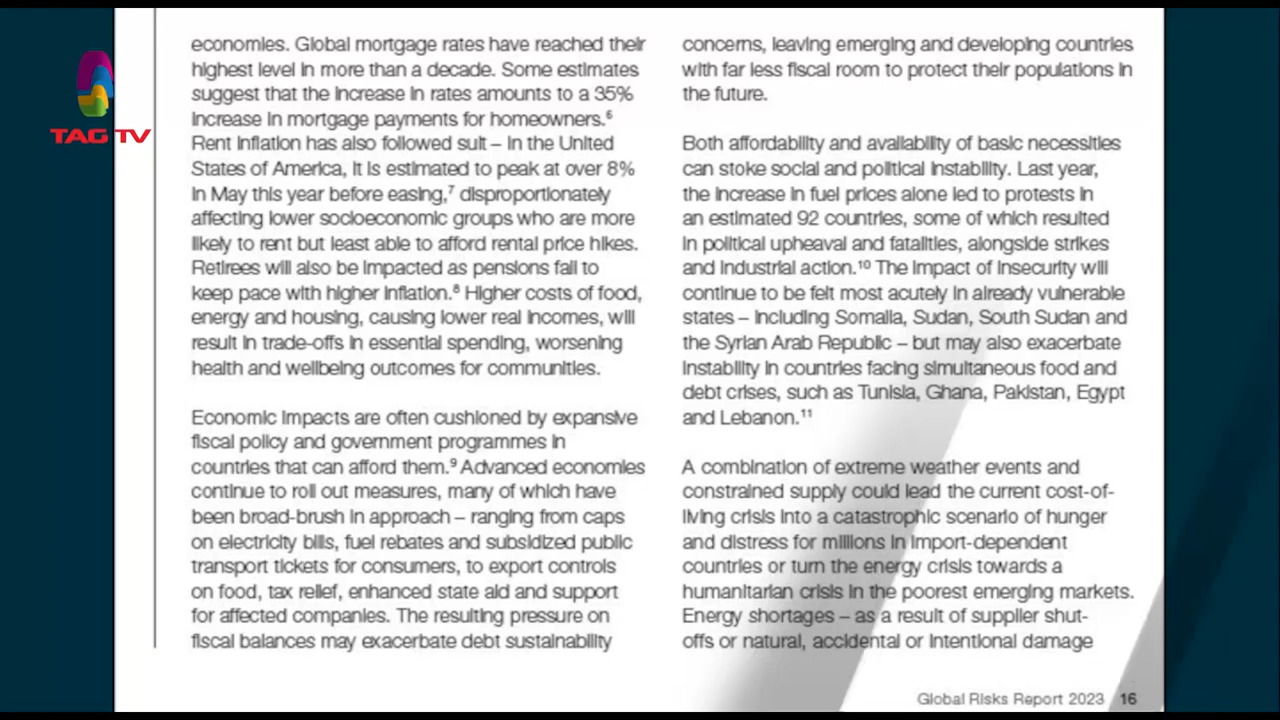 TAG TV
economies. Global mortgage rates have reached their
highest level in more than a decade. Some estimates
suggest that the increase in rates amounts to a 35%
increase in mortgage payments for homeowners.⁶
Rent inflation has also followed suit – in the United
States of America, it is estimated to peak at over 8%
in May this year before easing,⁷ disproportionately
affecting lower socioeconomic groups who are more
likely to rent but least able to afford rental price hikes.
Retirees will also be impacted as pensions fail to
keep pace with higher inflation.⁸ Higher costs of food,
energy and housing, causing lower real incomes, will
result in trade-offs in essential spending, worsening
health and wellbeing outcomes for communities.
Economic impacts are often cushioned by expansive
fiscal policy and government programmes in
countries that can afford them.⁹ Advanced economies
continue to roll out measures, many of which have
been broad-brush in approach – ranging from caps
on electricity bills, fuel rebates and subsidized public
transport tickets for consumers, to export controls
on food, tax relief, enhanced state aid and support
for affected companies. The resulting pressure on
fiscal balances may exacerbate debt sustainability
concerns, leaving emerging and developing countries
with far less fiscal room to protect their populations in
the future.
Both affordability and availability of basic necessities
can stoke social and political instability. Last year,
the increase in fuel prices alone led to protests in
an estimated 92 countries, some of which resulted
in political upheaval and fatalities, alongside strikes
and industrial action.¹⁰ The impact of insecurity will
continue to be felt most acutely in already vulnerable
states – including Somalia, Sudan, South Sudan and
the Syrian Arab Republic – but may also exacerbate
instability in countries facing simultaneous food and
debt crises, such as Tunisia, Ghana, Pakistan, Egypt
and Lebanon.¹¹
A combination of extreme weather events and
constrained supply could lead the current cost-of-
living crisis into a catastrophic scenario of hunger
and distress for millions in import-dependent
countries or turn the energy crisis towards a
humanitarian crisis in the poorest emerging markets.
Energy shortages – as a result of supplier shut-
offs or natural, accidental or intentional damage
Global Risks Report 2023 16